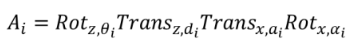 A_i = Rot_{z,θ_i} Trans_{z,d_i} Trans_{x,a_i} Rot_{x,α_i}